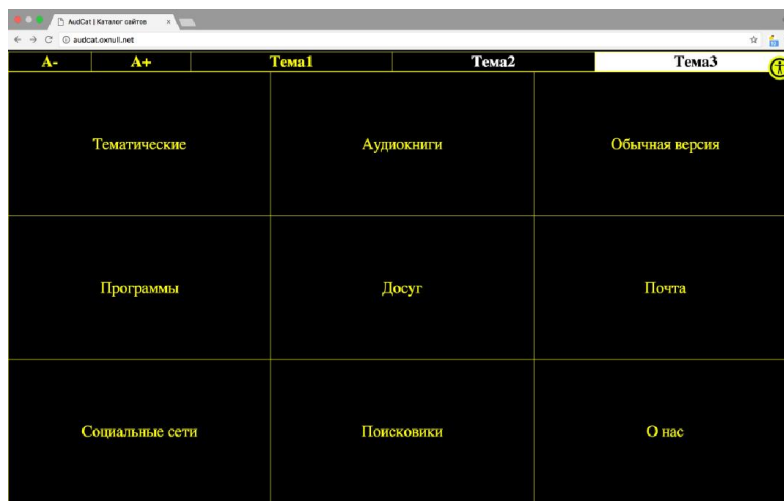 AudCat | Каталог сайтов
audcat.oxnull.net
А- А+ Тема1 Тема2 Тема3
Тематические Аудиокниги Обычная версия
Программы Досуг Почта
Социальные сети Поисковики О нас